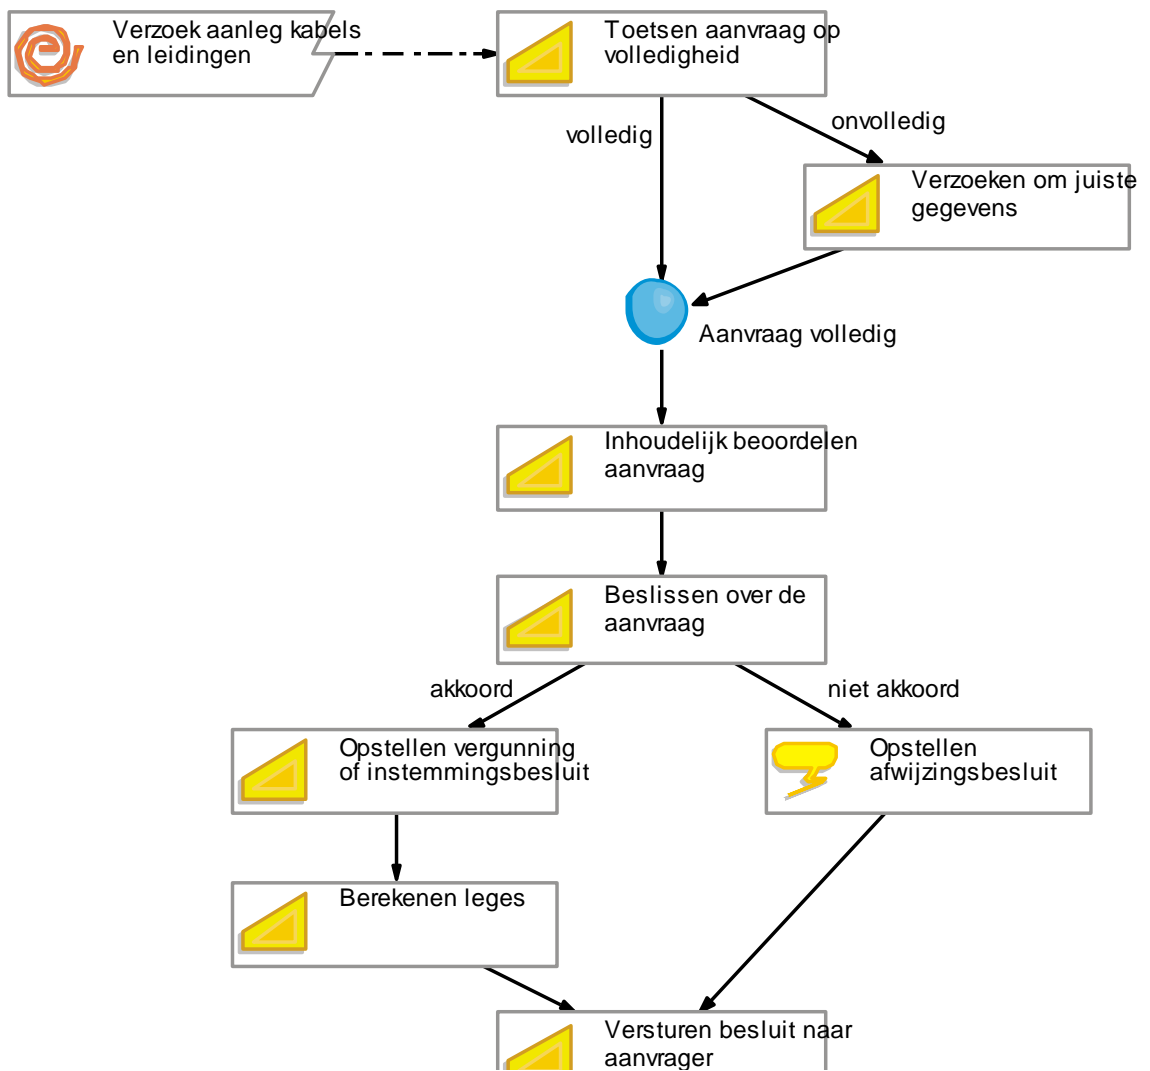 Verzoek aanleg kabels
en leidingen
Toetsen aanvraag op
volledigheid
volledig
onvolledig
Verzoeken om juiste
gegevens
Aanvraag volledig
Inhoudelijk beoordelen
aanvraag
Beslissen over de
aanvraag
akkoord
niet akkoord
Opstellen vergunning
of instemmingsbesluit
Opstellen
afwijzingsbesluit
Berekenen leges
Versturen besluit naar
aanvrager